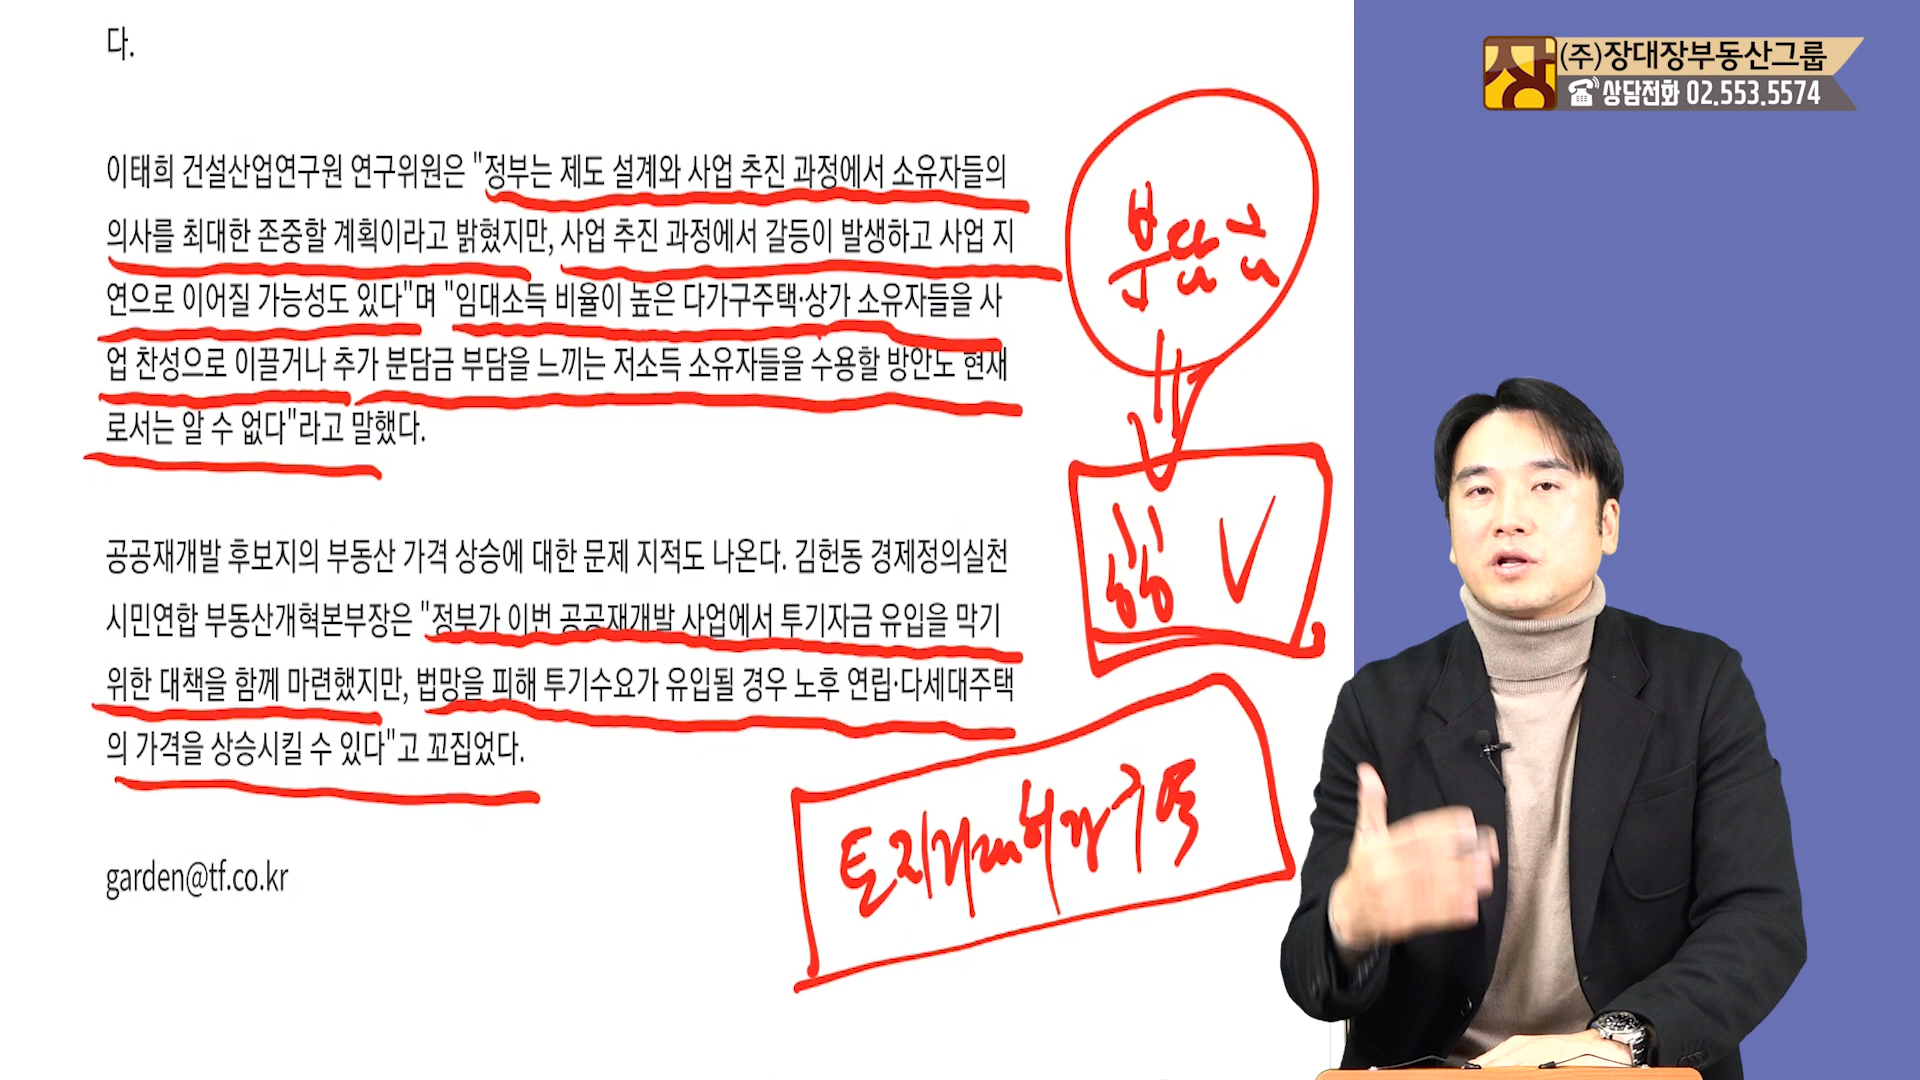 다.
이태희 건설산업연구원 연구위원은 "정부는 제도 설계와 사업 추진 과정에서 소유자들의
의사를 최대한 존중할 계획이라고 밝혔지만, 사업 추진 과정에서 갈등이 발생하고 사업 지
연으로 이어질 가능성도 있다"며 "임대소득 비율이 높은 다가구주택·상가 소유자들을 사
업 찬성으로 이끌거나 추가 분담금 부담을 느끼는 저소득 소유자들을 수용할 방안도 현재
로서는 알 수 없다"라고 말했다.
공공재개발 후보지의 부동산 가격 상승에 대한 문제 지적도 나온다. 김헌동 경제정의실천
시민연합 부동산개혁본부장은 "정부가 이번 공공재개발 사업에서 투기자금 유입을 막기
위한 대책을 함께 마련했지만, 법망을 피해 투기수요가 유입될 경우 노후 연립·다세대주택
의 가격을 상승시킬 수 있다"고 꼬집었다.
garden@tf.co.kr
부담금
토지거래허가구역
장
(주)장대장부동산그룹
상담전화 02.553.5574